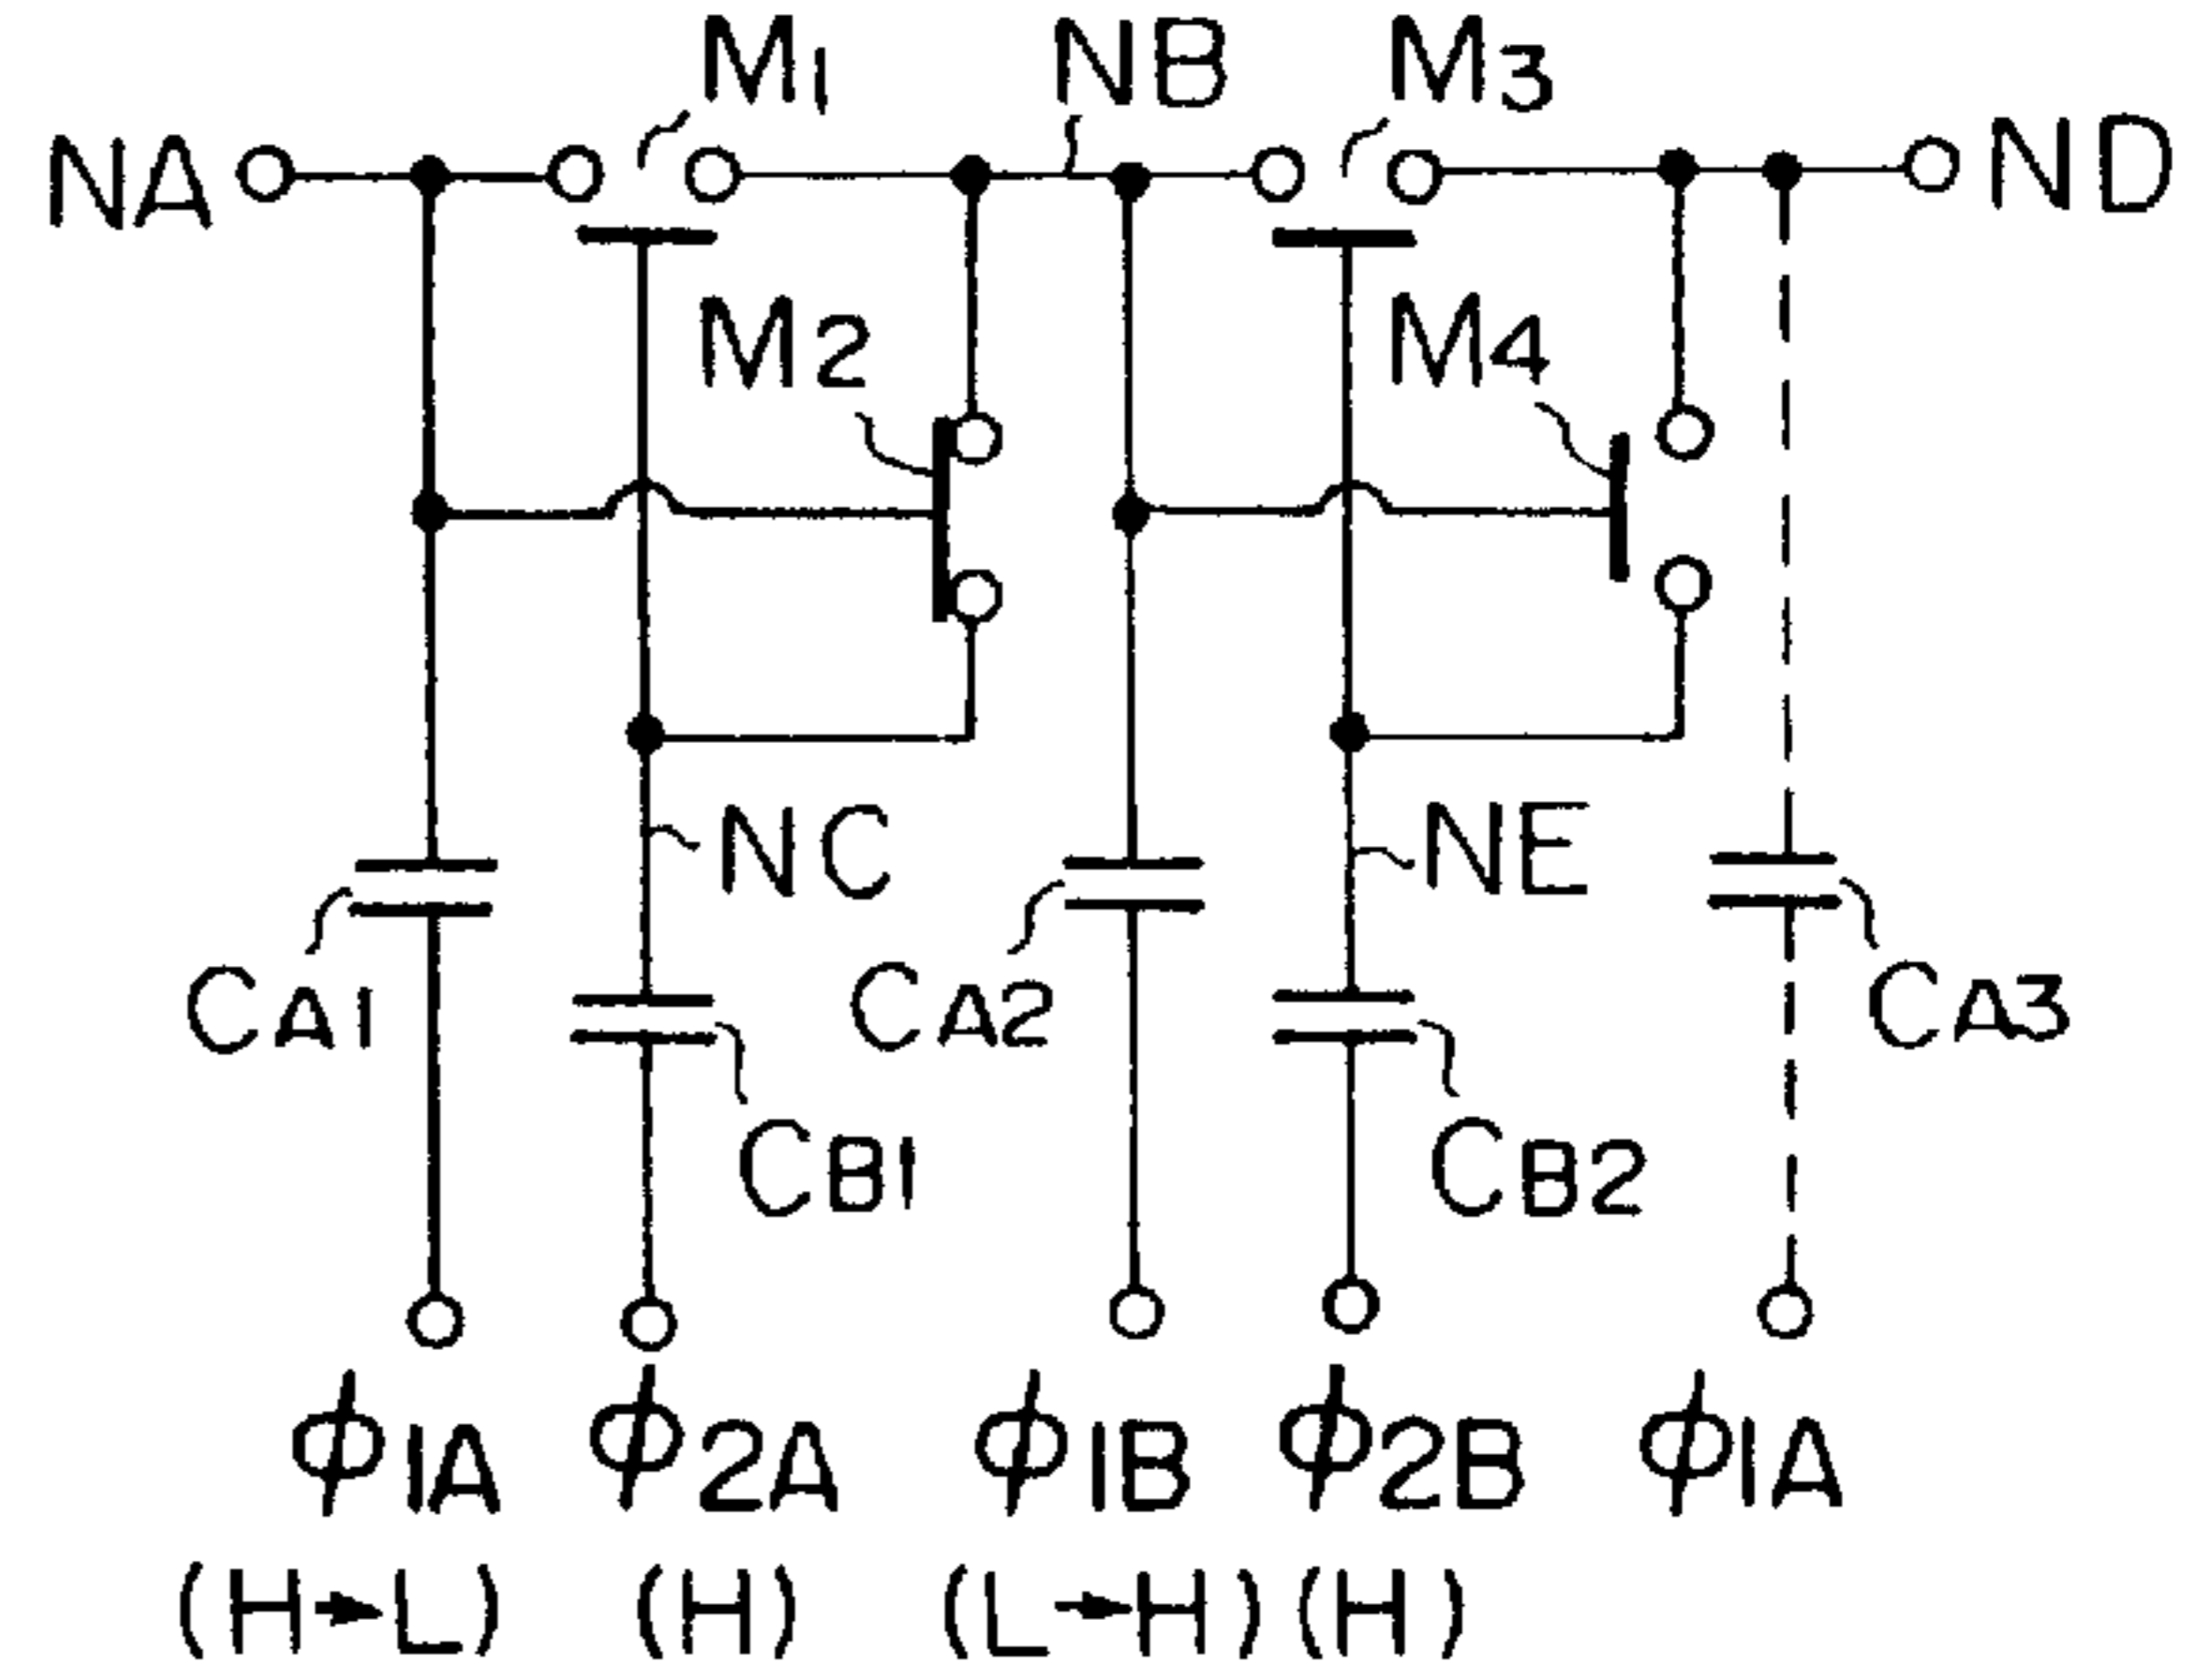 M1 NB M3
NA ND
M2 M4
NC NE
CA1 CA2 CA3
CB1 CB2
ϕ1A ϕ2A ϕ1B ϕ2B ϕ1A
(H→L) (H) (L→H) (H)